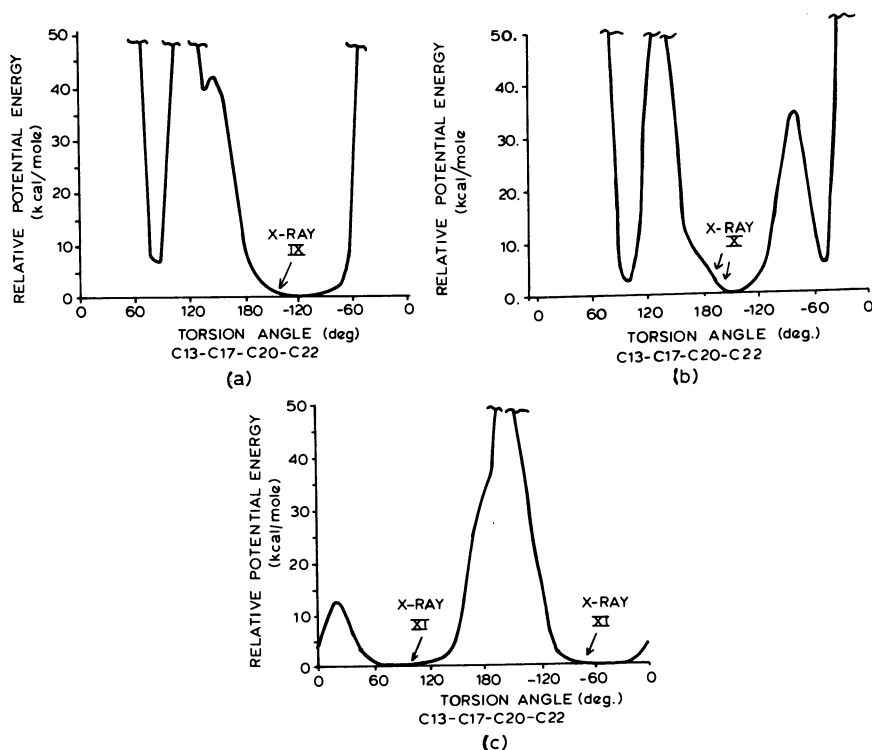 RELATIVE POTENTIAL ENERGY
(kcal/mole)
50
40
30
20
10
0
X-RAY
IX
0 60 120 180 -120 -60 0
TORSION ANGLE (deg)
C13-C17-C20-C22
(a)
RELATIVE POTENTIAL ENERGY
(kcal/mole
50.
40.
30.
20.
10.
0.
X-RAY
X
0 60 120 180 -120 -60 0
TORSION ANGLE (deg.)
C13-C17-C20-C22
(b)
RELATIVE POTENTIAL ENERGY
(kcal/mole)
50
40
30
20
10
0
X-RAY
XI
X-RAY
XI
0 60 120 180 -120 -60 0
TORSION ANGLE (deg.)
C13-C17-C20-C22
(c)